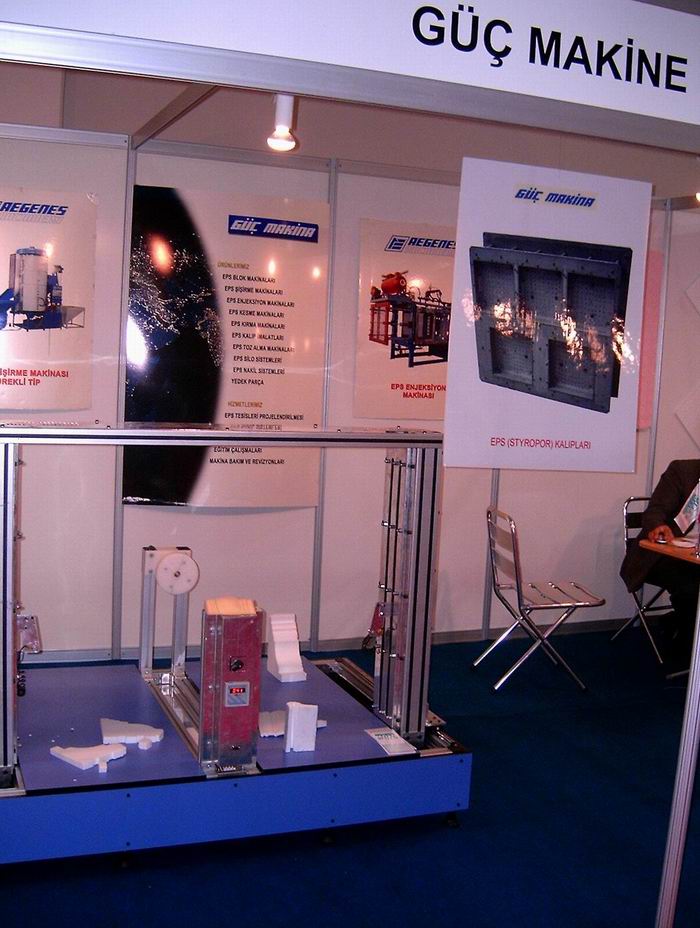 GÜÇ MAKİNE
REGENES
ŞİRME MAKİNASI
REKLİ TİP
GÜÇ MAKİNA
ÜRÜNLERİMİZ
EPS BLOK MAKİNALARI
EPS ŞİŞİRME MAKİNALARI
EPS ENJEKSİYON MAKİNALARI
EPS KESME MAKİNALARI
EPS KIRMA MAKİNALARI
EPS KALIP İMALATLARI
EPS TOZ ALMA MAKİNALARI
EPS SİLO SİSTEMLERİ
EPS NAKİL SİSTEMLERİ
YEDEK PARÇA
HİZMETLERİMİZ
EPS TESİSLERİ PROJELENDİRİLMESİ
EĞİTİM ÇALIŞMALARI
MAKİNA BAKIM VE REVİZYONLARI
REGENES
EPS ENJEKSİYON
MAKİNASI
GÜÇ MAKİNA
EPS (STYROPOR) KALIPLARI